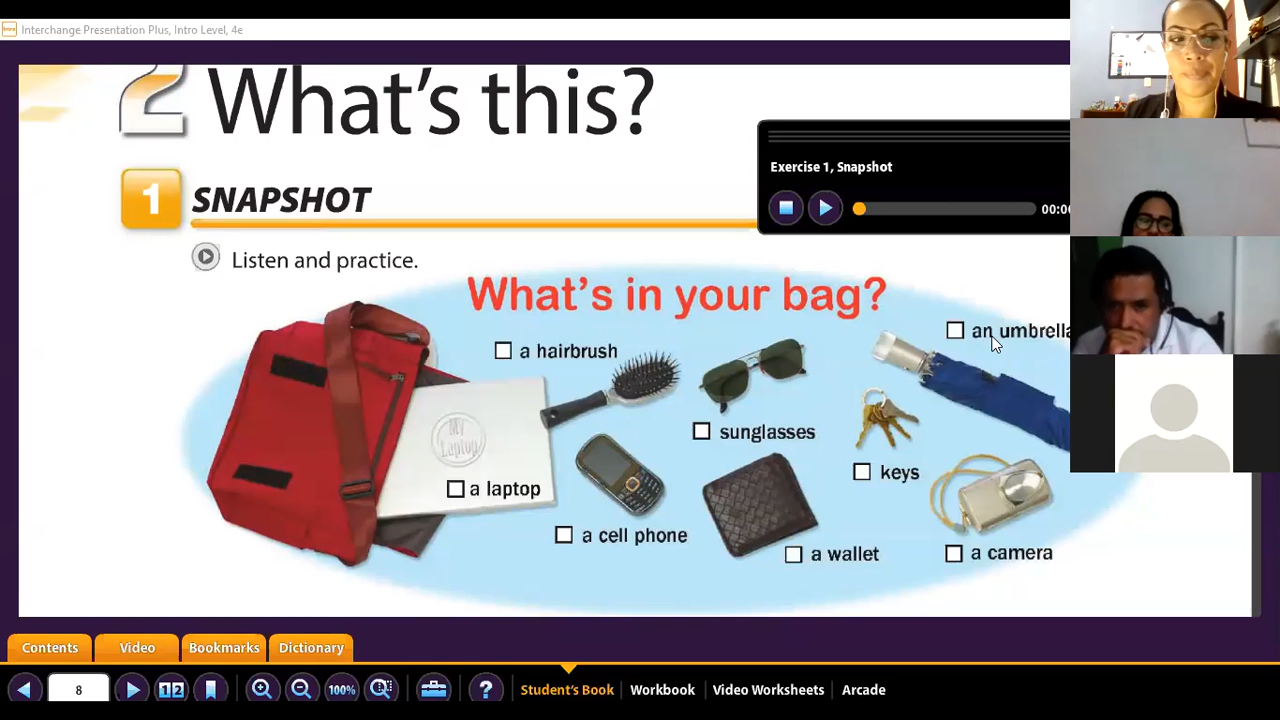 Interchange Presentation Plus, Intro Level, 4e
2 What's this?
Exercise 1, Snapshot
1 SNAPSHOT
00:00
Listen and practice.
What's in your bag?
an umbrella
a hairbrush
sunglasses
keys
MY
Laptop
a laptop
a cell phone
a wallet
a camera
Contents Video Bookmarks Dictionary
8 12 100% ? Student's Book Workbook Video Worksheets Arcade